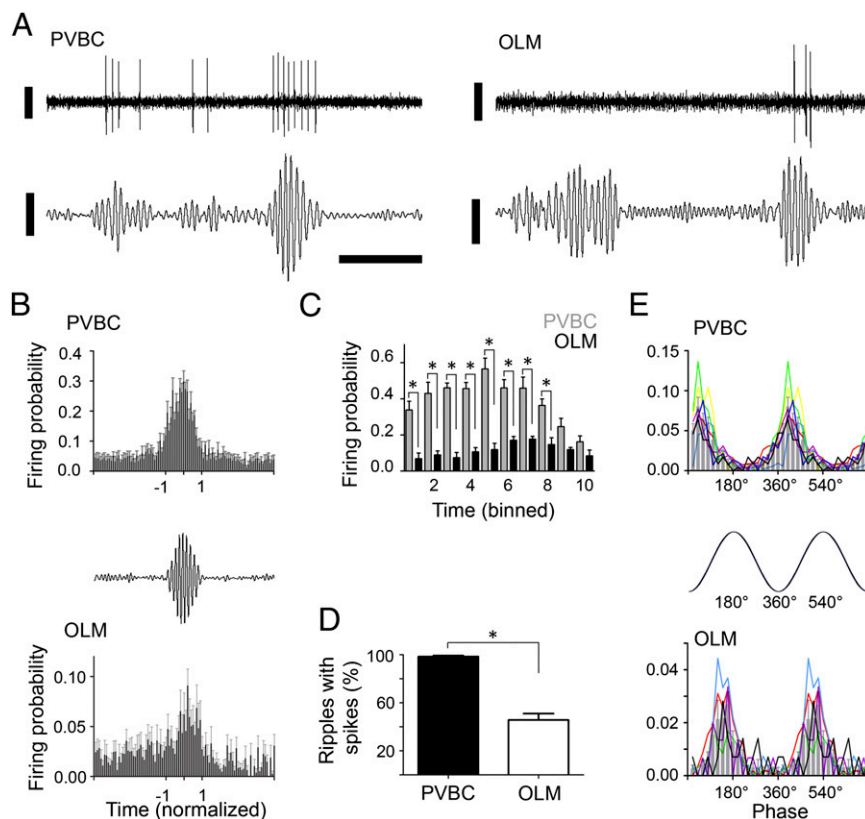 A
PVBC
OLM
B
PVBC
Firing probability
0.4
0.3
0.2
0.1
0.0
-1 1
OLM
Firing probability
0.10
0.05
0.00
-1 1
Time (normalized)
C
PVBC
OLM
Firing probability
0.6
0.4
0.2
0.0
* * * * * * * *
2 4 6 8 10
Time (binned)
D
*
Ripples with
spikes (%)
100
60
20
PVBC OLM
E
PVBC
0.15
0.10
0.05
0.00
180° 360° 540°
180° 360° 540°
OLM
0.04
0.02
0.00
180° 360° 540°
Phase